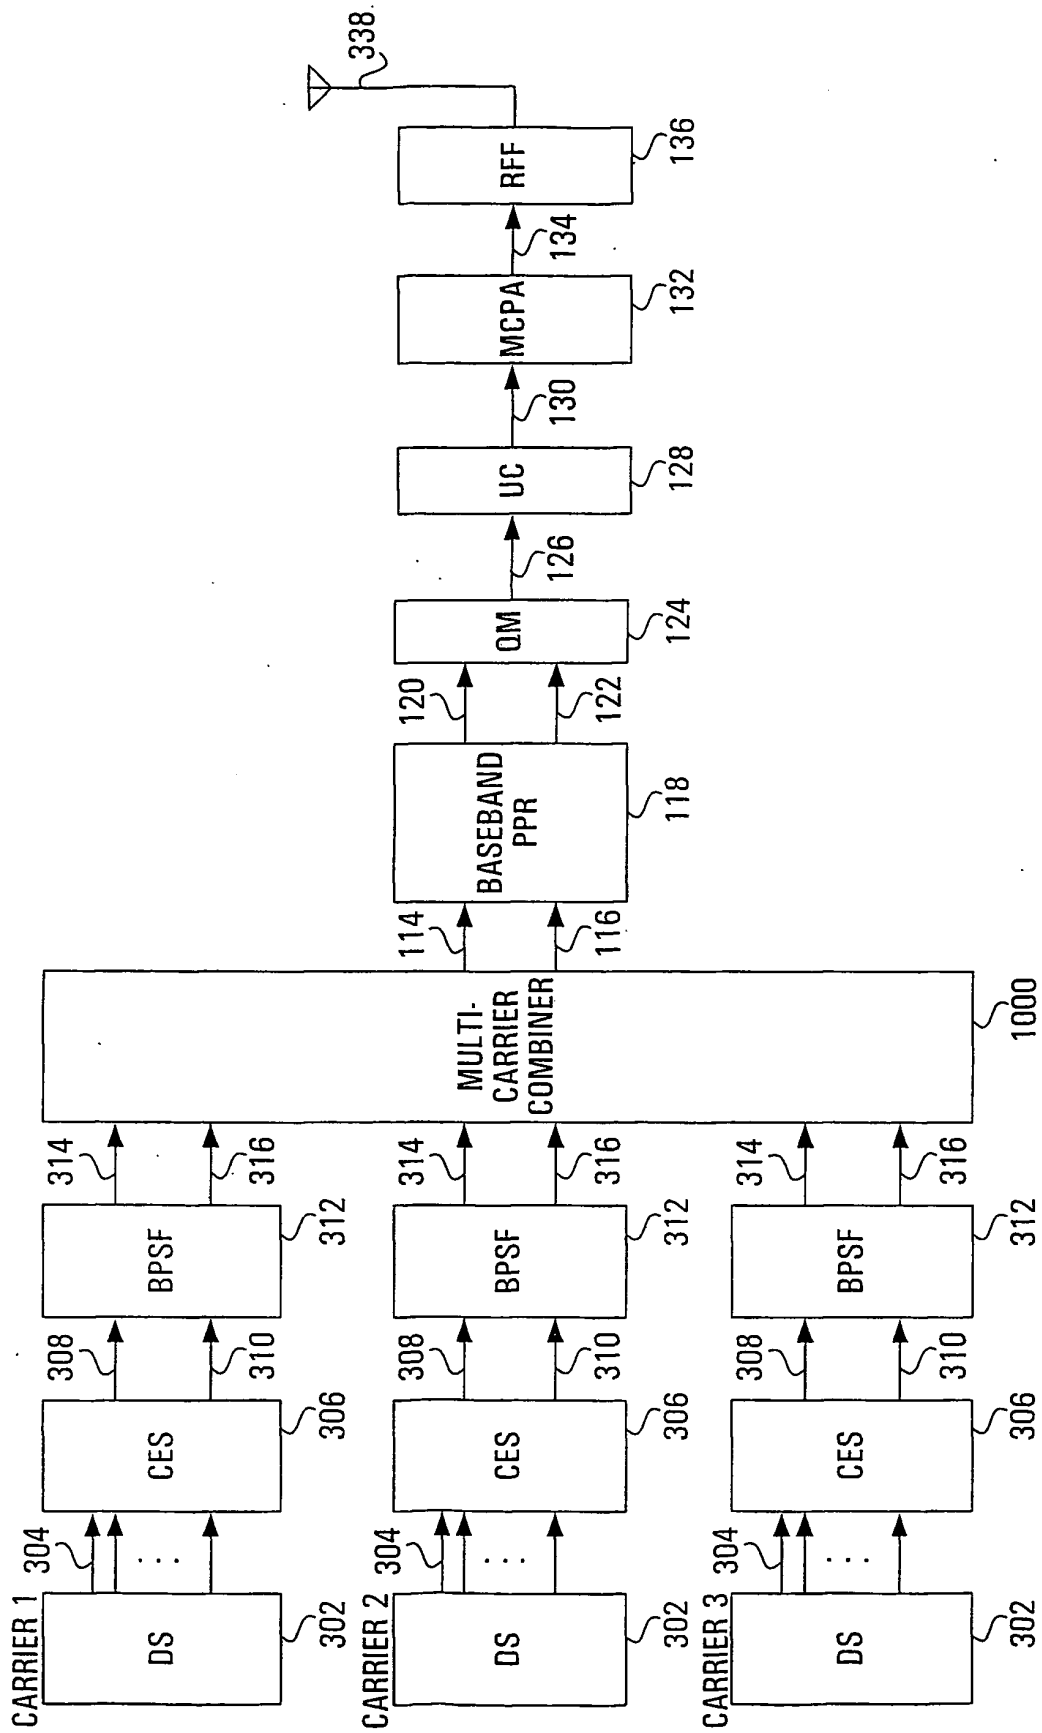 CARRIER 1
DS
302
304
. . .
CES
306
308
310
BPSF
312
314
316
CARRIER 2
DS
302
304
. . .
CES
306
308
310
BPSF
312
314
316
CARRIER 3
DS
302
304
. . .
CES
306
308
310
BPSF
312
314
316
MULTI-
CARRIER
COMBINER
1000
114
116
BASEBAND
PPR
118
120
122
QM
124
126
UC
128
130
MCPA
132
134
RFF
136
338